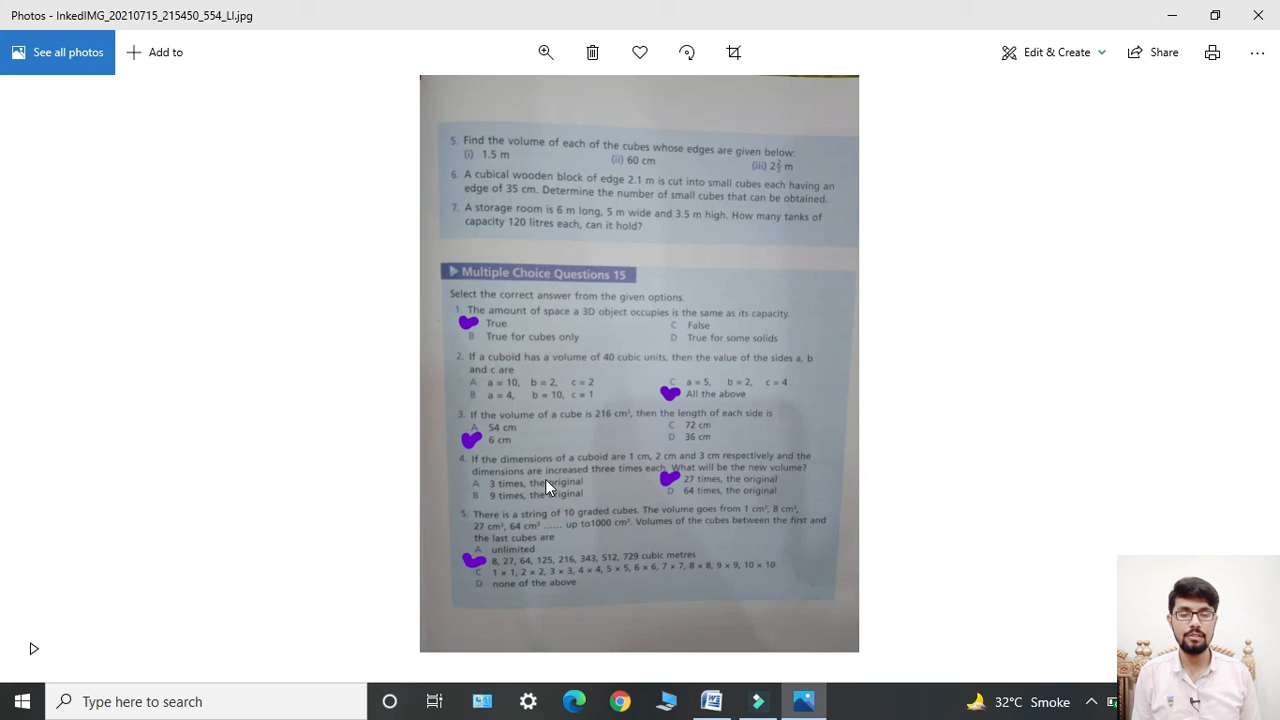 Photos - InkedIMG_20210715_215450_554_LI.jpg
See all photos
Add to
Edit & Create
Share
5. Find the volume of each of the cubes whose edges are given below:
(i) 1.5 m (ii) 60 cm (iii) 2 m
6. A cubical wooden block of edge 2.1 m is cut into small cubes each having an
edge of 35 cm. Determine the number of small cubes that can be obtained.
7. A storage room is 6 m long, 5 m wide and 3.5 m high. How many tanks of
capacity 120 litres each, can it hold?
Multiple Choice Questions 15
Select the correct answer from the given options.
1. The amount of space a 3D object occupies is the same as its capacity.
True C False
B True for cubes only D True for some solids
2. If a cuboid has a volume of 40 cubic units, then the value of the sides a, b
and c are
A a = 10, b = 2, c = 2 C a = 5, b = 2, c = 4
B a = 4, b = 10, c = 1 All the above
3. If the volume of a cube is 216 cm³, then the length of each side is
A 54 cm C 72 cm
6 cm D 36 cm
4. If the dimensions of a cuboid are 1 cm, 2 cm and 3 cm respectively and the
dimensions are increased three times each. What will be the new volume?
A 3 times, the original 27 times, the original
B 9 times, the original D 64 times, the original
5. There is a string of 10 graded cubes. The volume goes from 1 cm³, 8 cm³,
27 cm³, 64 cm³ ...... up to1000 cm³. Volumes of the cubes between the first and
the last cubes are
A unlimited
8, 27, 64, 125, 216, 343, 512, 729 cubic metres
C 1 × 1, 2 × 2, 3 × 3, 4 × 4, 5 × 5, 6 × 6, 7 × 7, 8 × 8, 9 × 9, 10 × 10
D none of the above
Type here to search
32°C Smoke